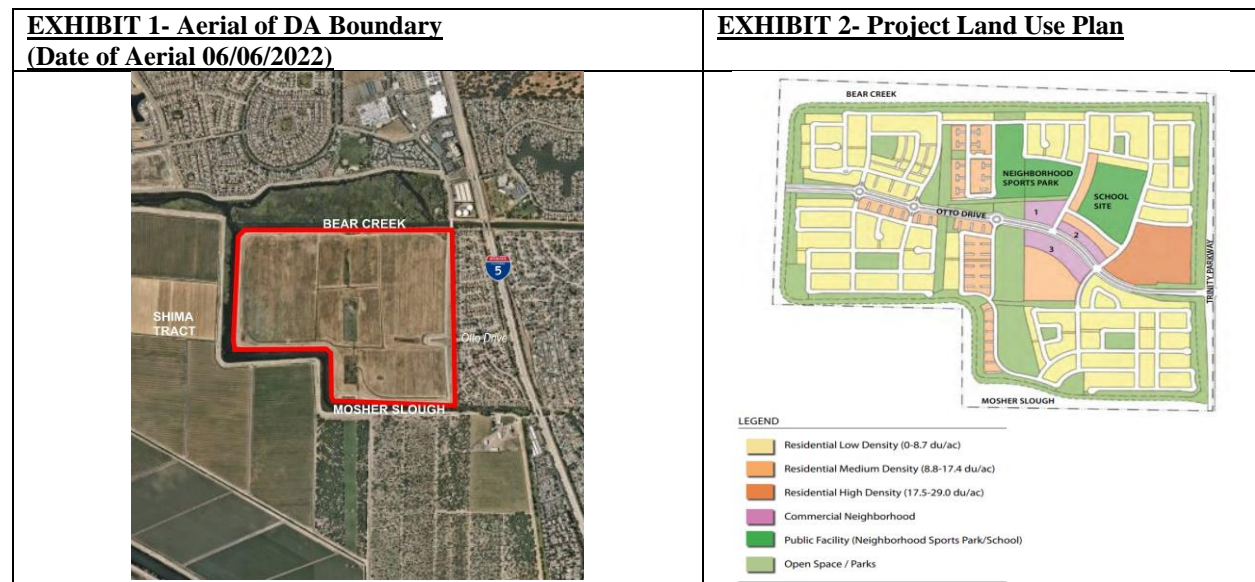 EXHIBIT 1- Aerial of DA Boundary
(Date of Aerial 06/06/2022)
BEAR CREEK
5
SHIMA
TRACT
Otto Drive
MOSHER SLOUGH
EXHIBIT 2- Project Land Use Plan
BEAR CREEK
NEIGHBORHOOD
SPORTS PARK
SCHOOL
SITE
OTTO DRIVE
1
2
3
TRINITY PARKWAY
MOSHER SLOUGH
LEGEND
Residential Low Density (0-8.7 du/ac)
Residential Medium Density (8.8-17.4 du/ac)
Residential High Density (17.5-29.0 du/ac)
Commercial Neighborhood
Public Facility (Neighborhood Sports Park/School)
Open Space / Parks